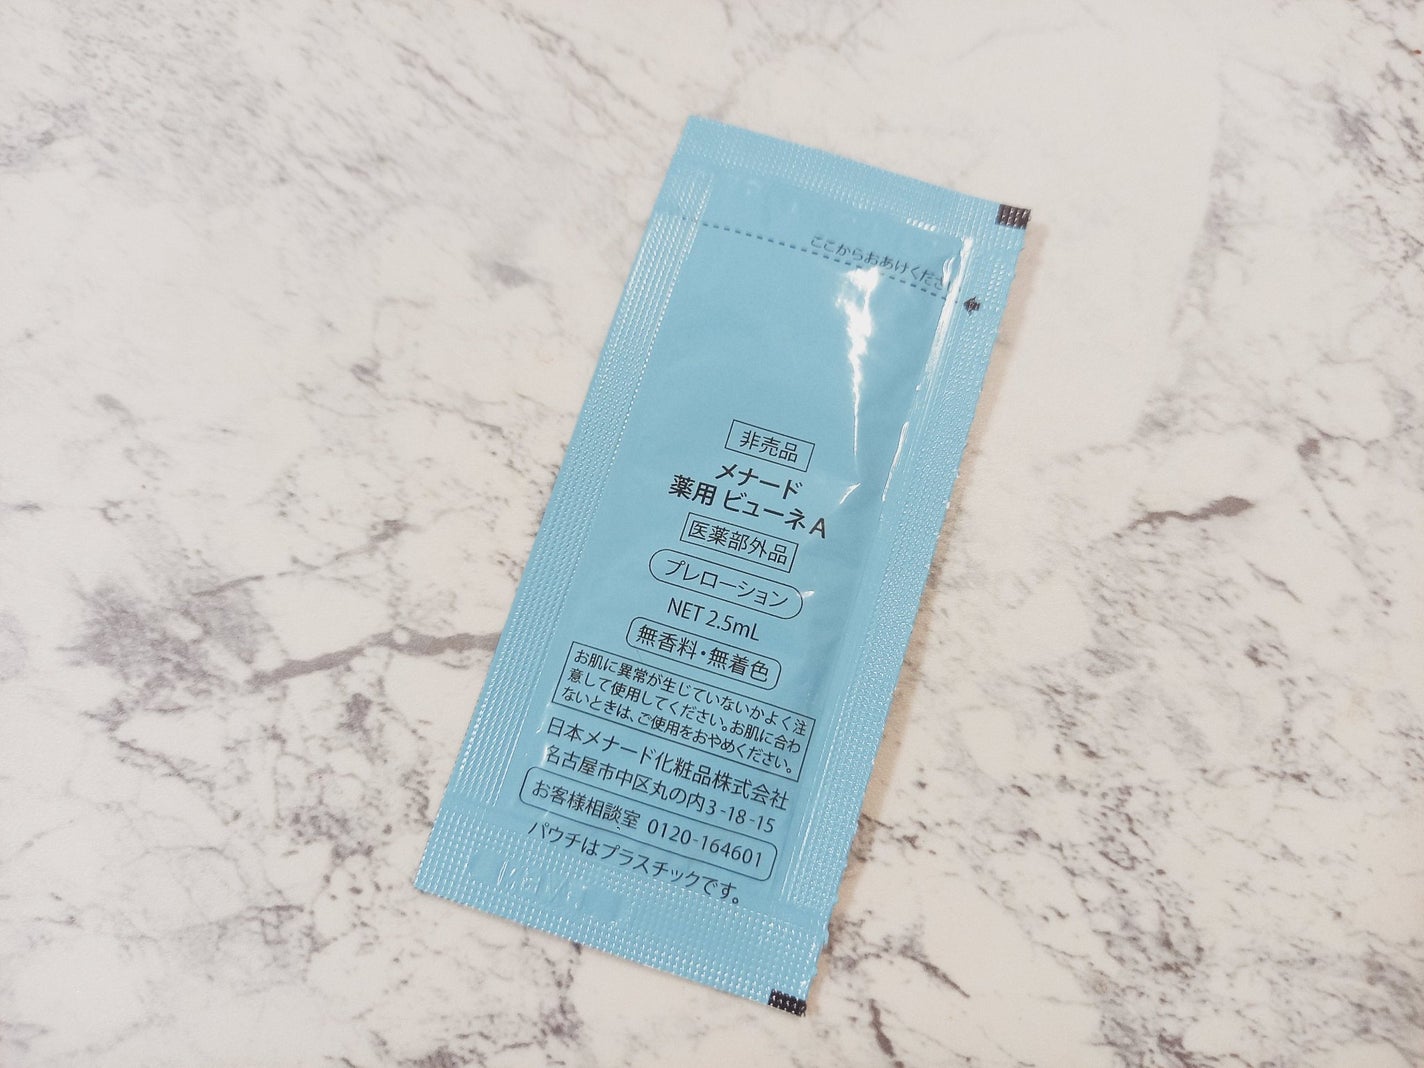 ここからおあけください
非売品
メナード
薬用 ビューネA
医薬部外品
プレローション
NET 2.5mL
無香料・無着色
お肌に異常が生じていないかよく注
意して使用してください。お肌に合わ
ないときは、ご使用をおやめください。
日本メナード化粧品株式会社
名古屋市中区丸の内3-18-15
お客様相談室 0120-164601
パウチはプラスチックです。